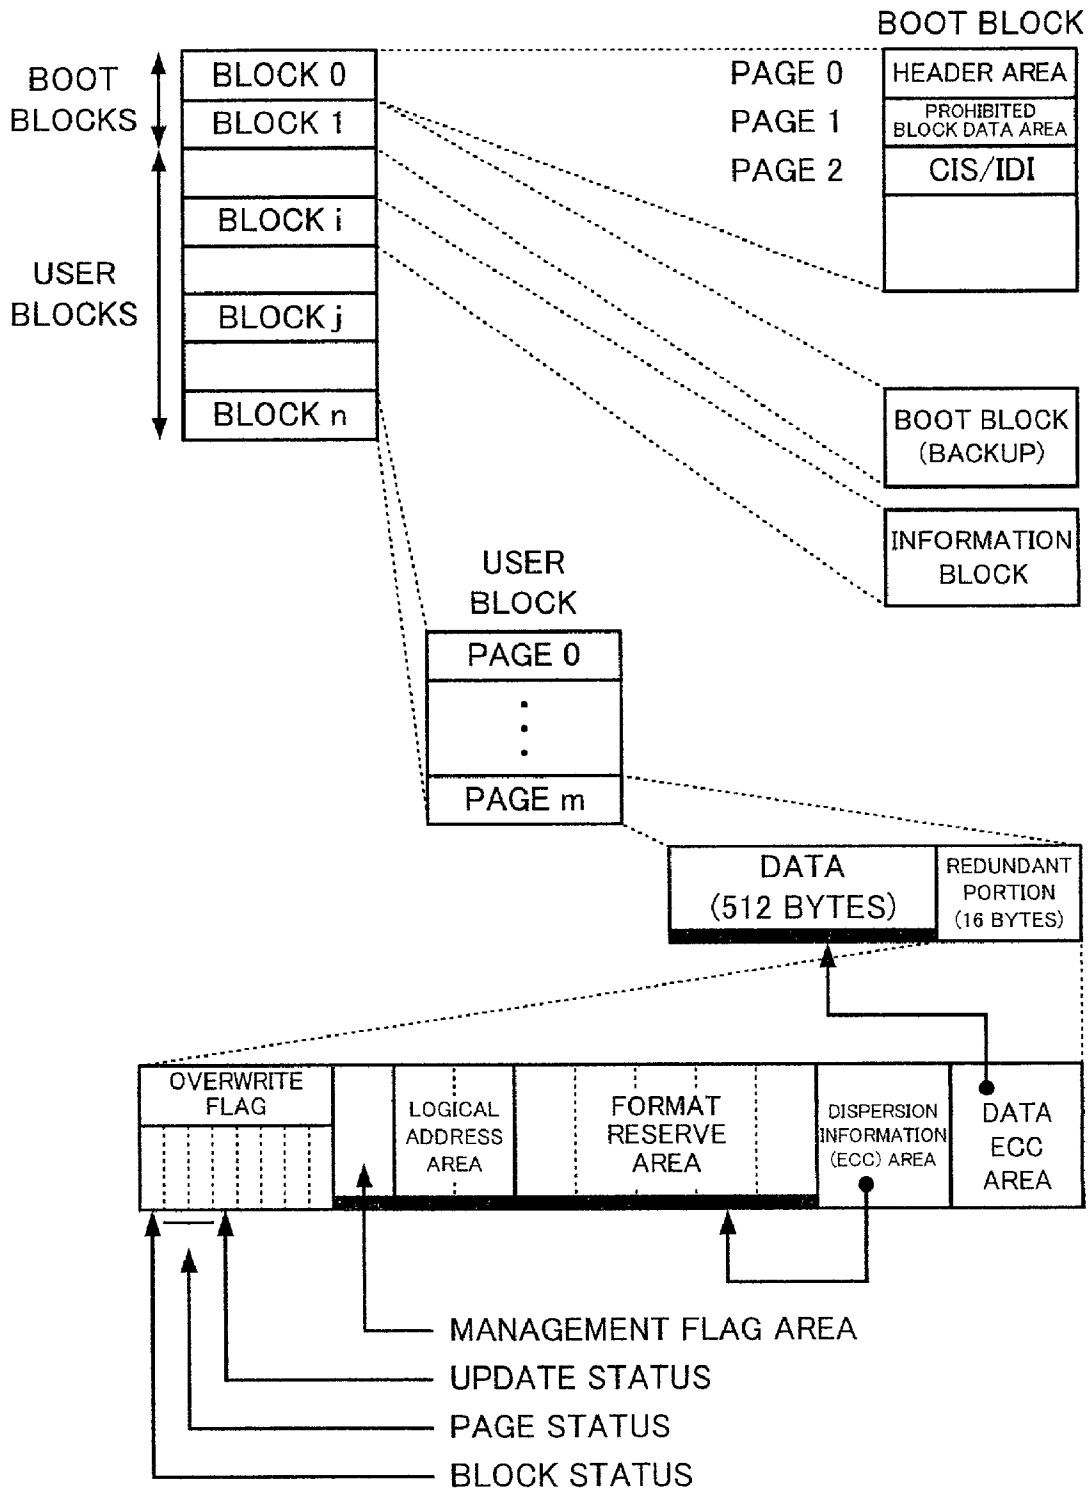 BOOT BLOCK
BOOT
BLOCKS
BLOCK 0
BLOCK 1
PAGE 0
HEADER AREA
PAGE 1
PROHIBITED
BLOCK DATA AREA
PAGE 2
CIS/IDI
USER
BLOCKS
BLOCK i
BLOCK j
BLOCK n
BOOT BLOCK
(BACKUP)
INFORMATION
BLOCK
USER
BLOCK
PAGE 0
PAGE m
DATA
(512 BYTES)
REDUNDANT
PORTION
(16 BYTES)
OVERWRITE
FLAG
LOGICAL
ADDRESS
AREA
FORMAT
RESERVE
AREA
DISPERSION
INFORMATION
(ECC) AREA
DATA
ECC
AREA
MANAGEMENT FLAG AREA
UPDATE STATUS
PAGE STATUS
BLOCK STATUS